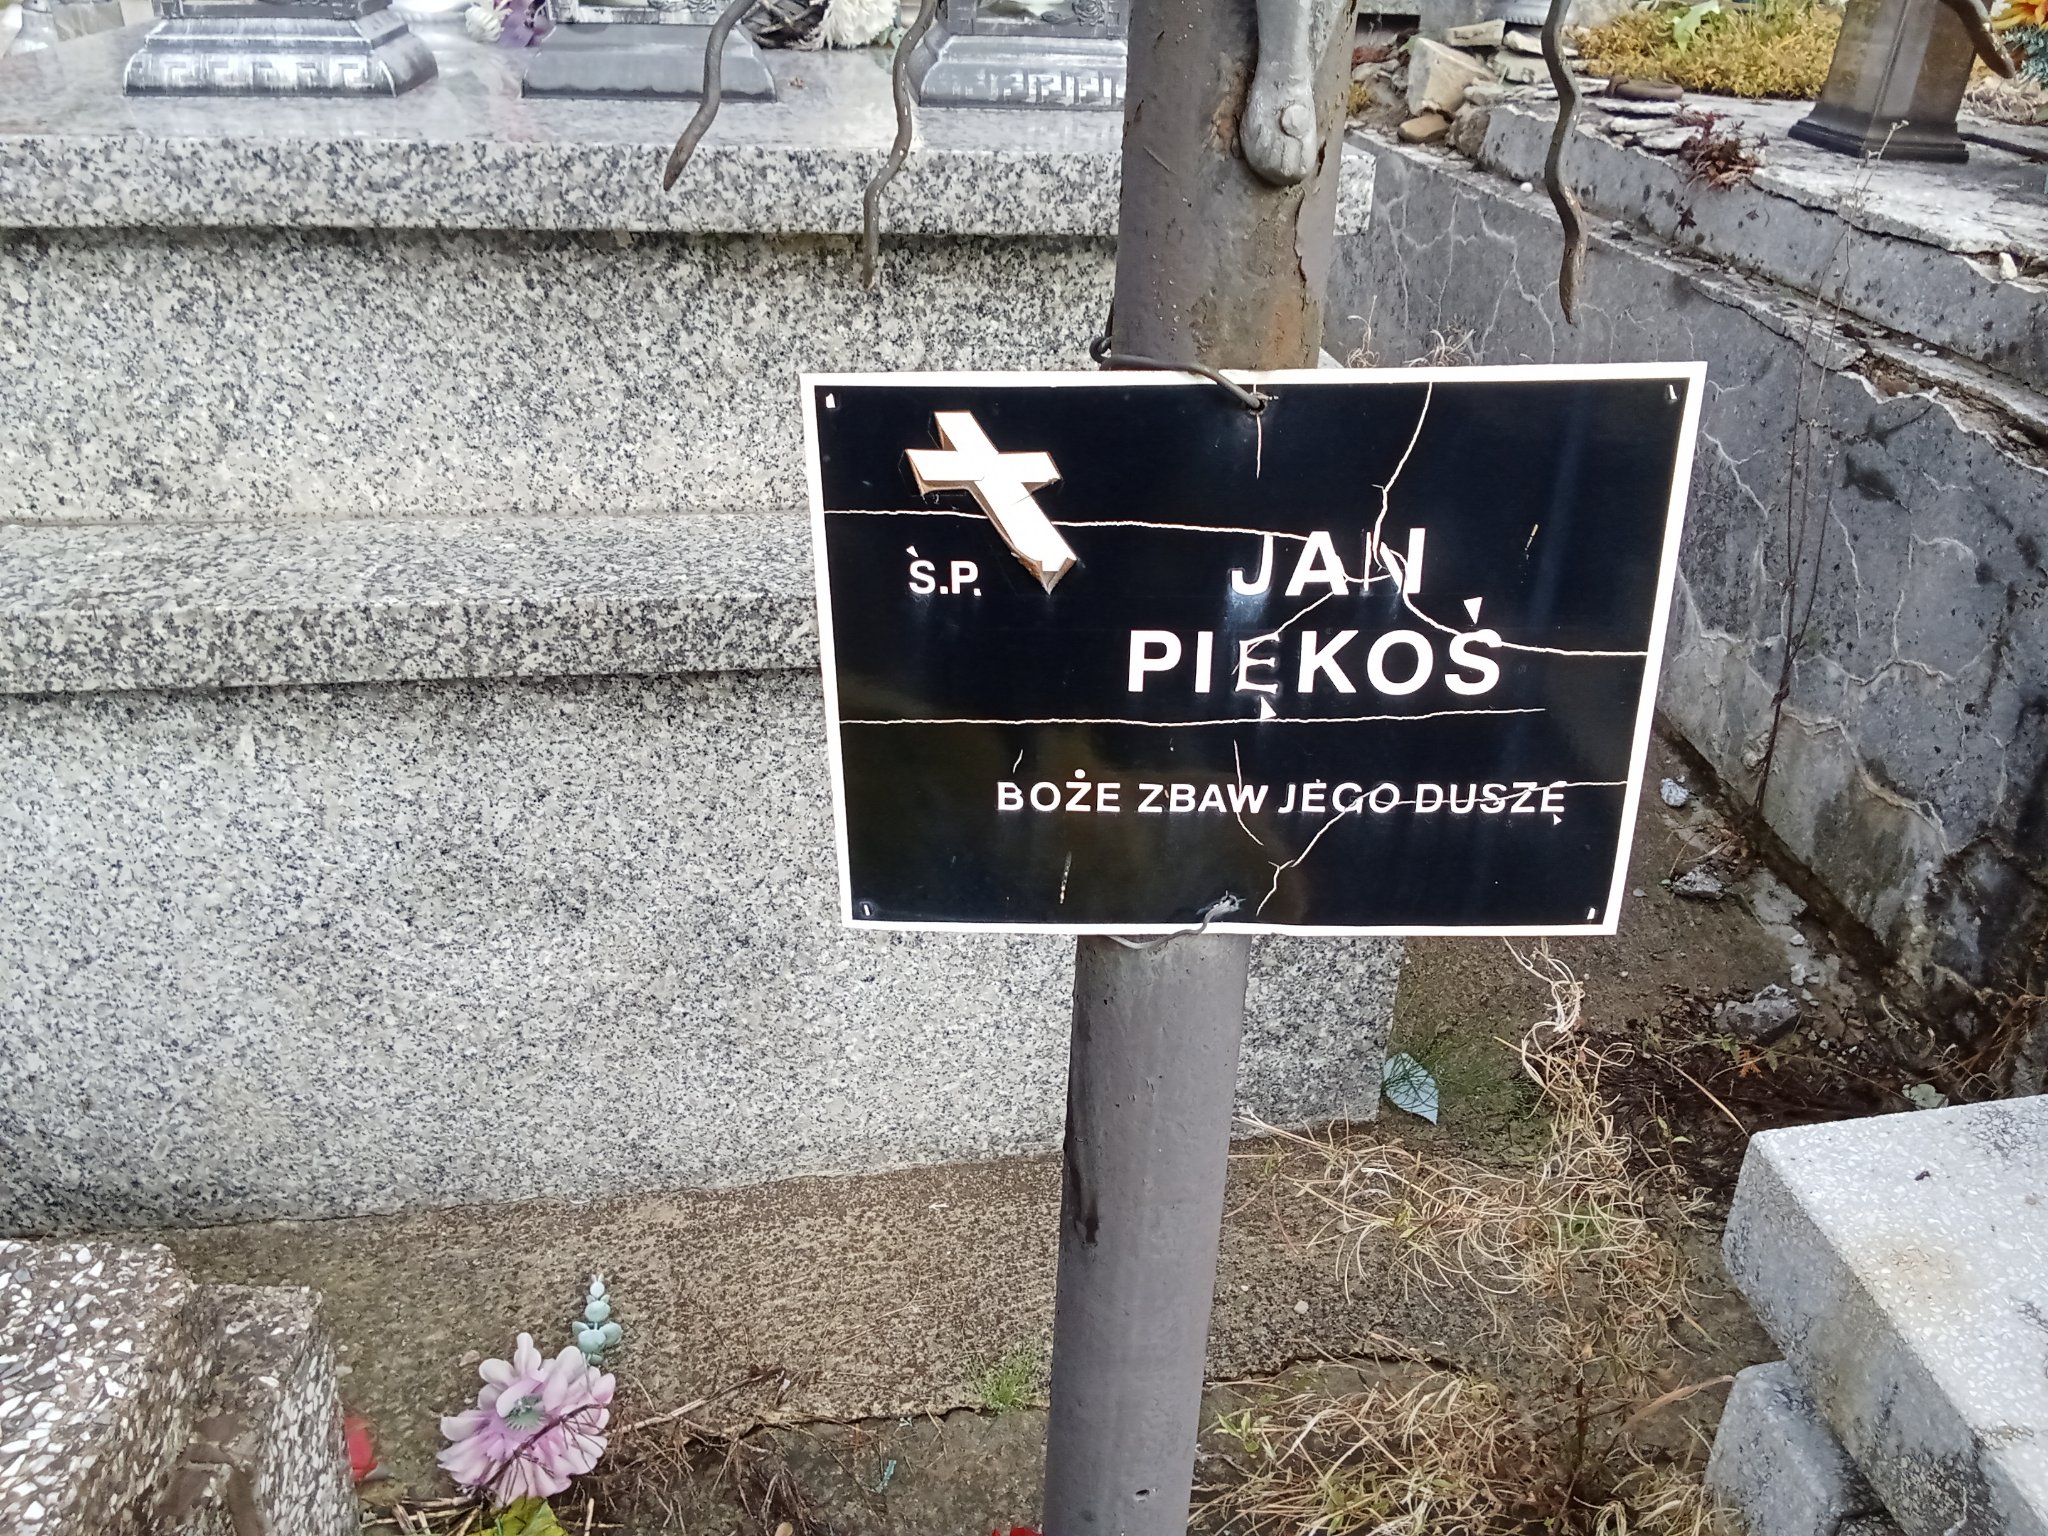 Ś.P.
JAN
PIĘKOŚ
BOŻE ZBAW JEGO DUSZĘ